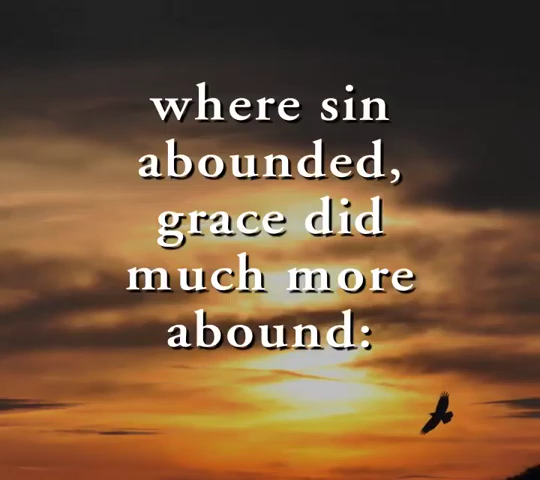 where sin
abounded,
grace did
much more
abound: